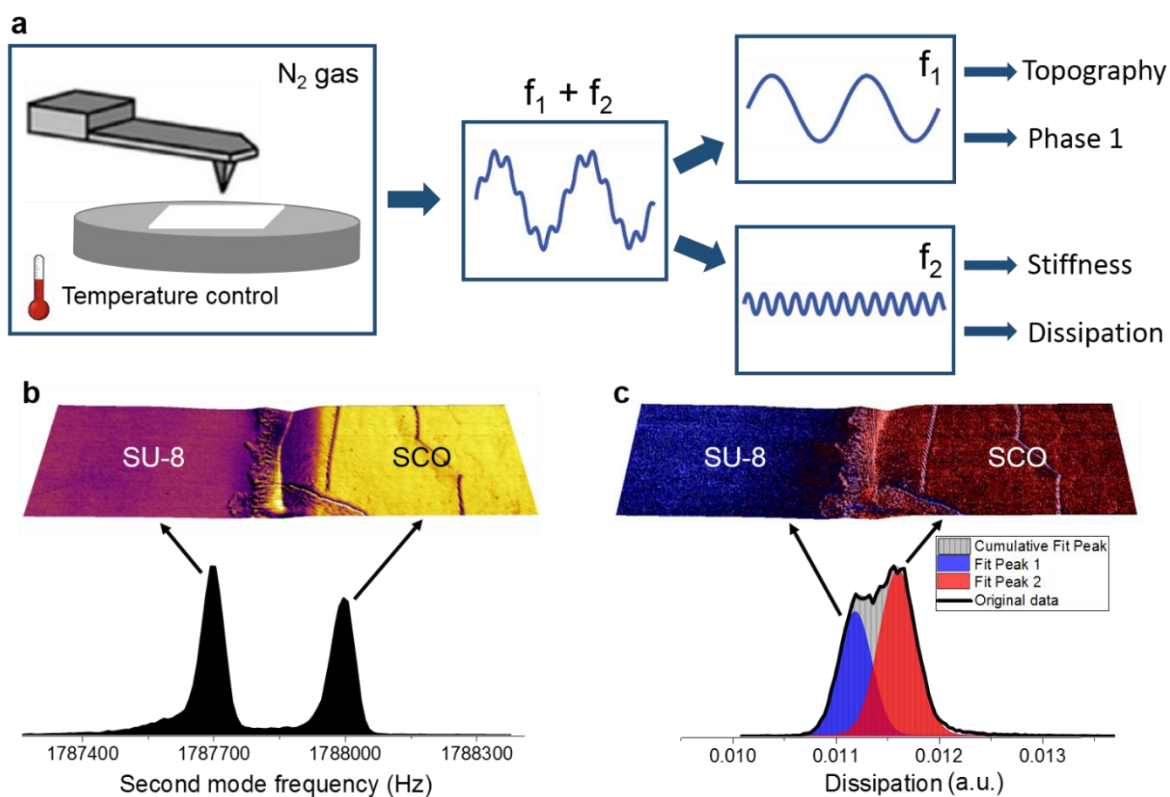 a
N₂ gas
Temperature control
f₁ + f₂
f₁
Topography
Phase 1
f₂
Stiffness
Dissipation
b
SU-8
SCO
1787400 1787700 1788000 1788300
Second mode frequency (Hz)
c
SU-8
SCO
Cumulative Fit Peak
Fit Peak 1
Fit Peak 2
Original data
0.010 0.011 0.012 0.013
Dissipation (a.u.)